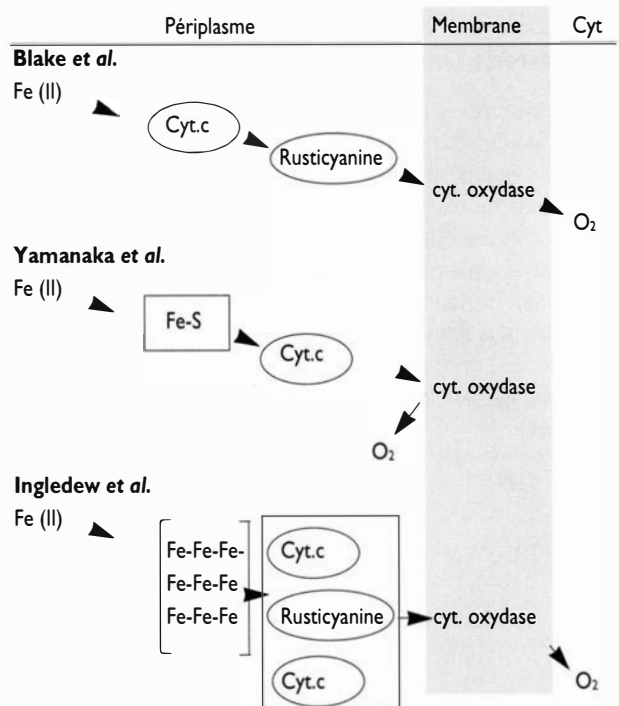 Périplasme Membrane Cyt
Blake et al.
Fe (II)
Cyt.c
Rusticyanine
cyt. oxydase
O₂
Yamanaka et al.
Fe (II)
Fe-S
Cyt.c
cyt. oxydase
O₂
Ingledew et al.
Fe (II)
Fe-Fe-Fe-
Fe-Fe-Fe
Fe-Fe-Fe
Cyt.c
Rusticyanine
Cyt.c
cyt. oxydase
O₂